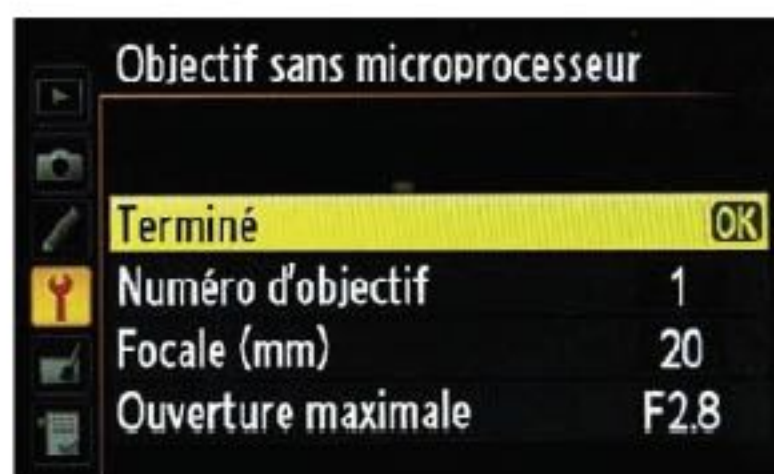 Objectif sans microprocesseur
Terminé OK
Numéro d'objectif 1
Focale (mm) 20
Ouverture maximale F2.8